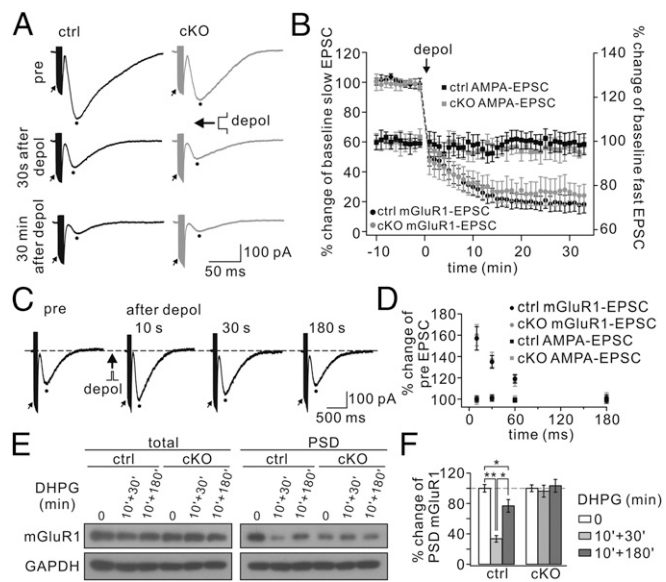 A
ctrl
cKO
pre
depol
30s after
depol
30 min
after depol
100 pA
50 ms
B
depol
% change of baseline slow EPSC
120
100
80
60
40
20
0
ctrl AMPA-EPSC
cKO AMPA-EPSC
ctrl mGluR1-EPSC
cKO mGluR1-EPSC
140
120
100
80
60
% change of
baseline fast EPSC
-10
0
10
20
30
time (min)
C
pre
after depol
10 s
30 s
180 s
depol
100 pA
500 ms
D
% change of
pre EPSC
180
160
140
120
100
ctrl mGluR1-EPSC
cKO mGluR1-EPSC
ctrl AMPA-EPSC
cKO AMPA-EPSC
0
60
120
180
time (ms)
E
total
PSD
ctrl
cKO
ctrl
cKO
DHPG
(min)
0
10'+30'
10'+180'
0
10'+30'
10'+180'
0
10'+30'
10'+180'
0
10'+30'
10'+180'
mGluR1
GAPDH
F
% change of
PSD mGluR1
120
80
40
0
*
** *
ctrl
cKO
DHPG (min)
0
10'+30'
10'+180'